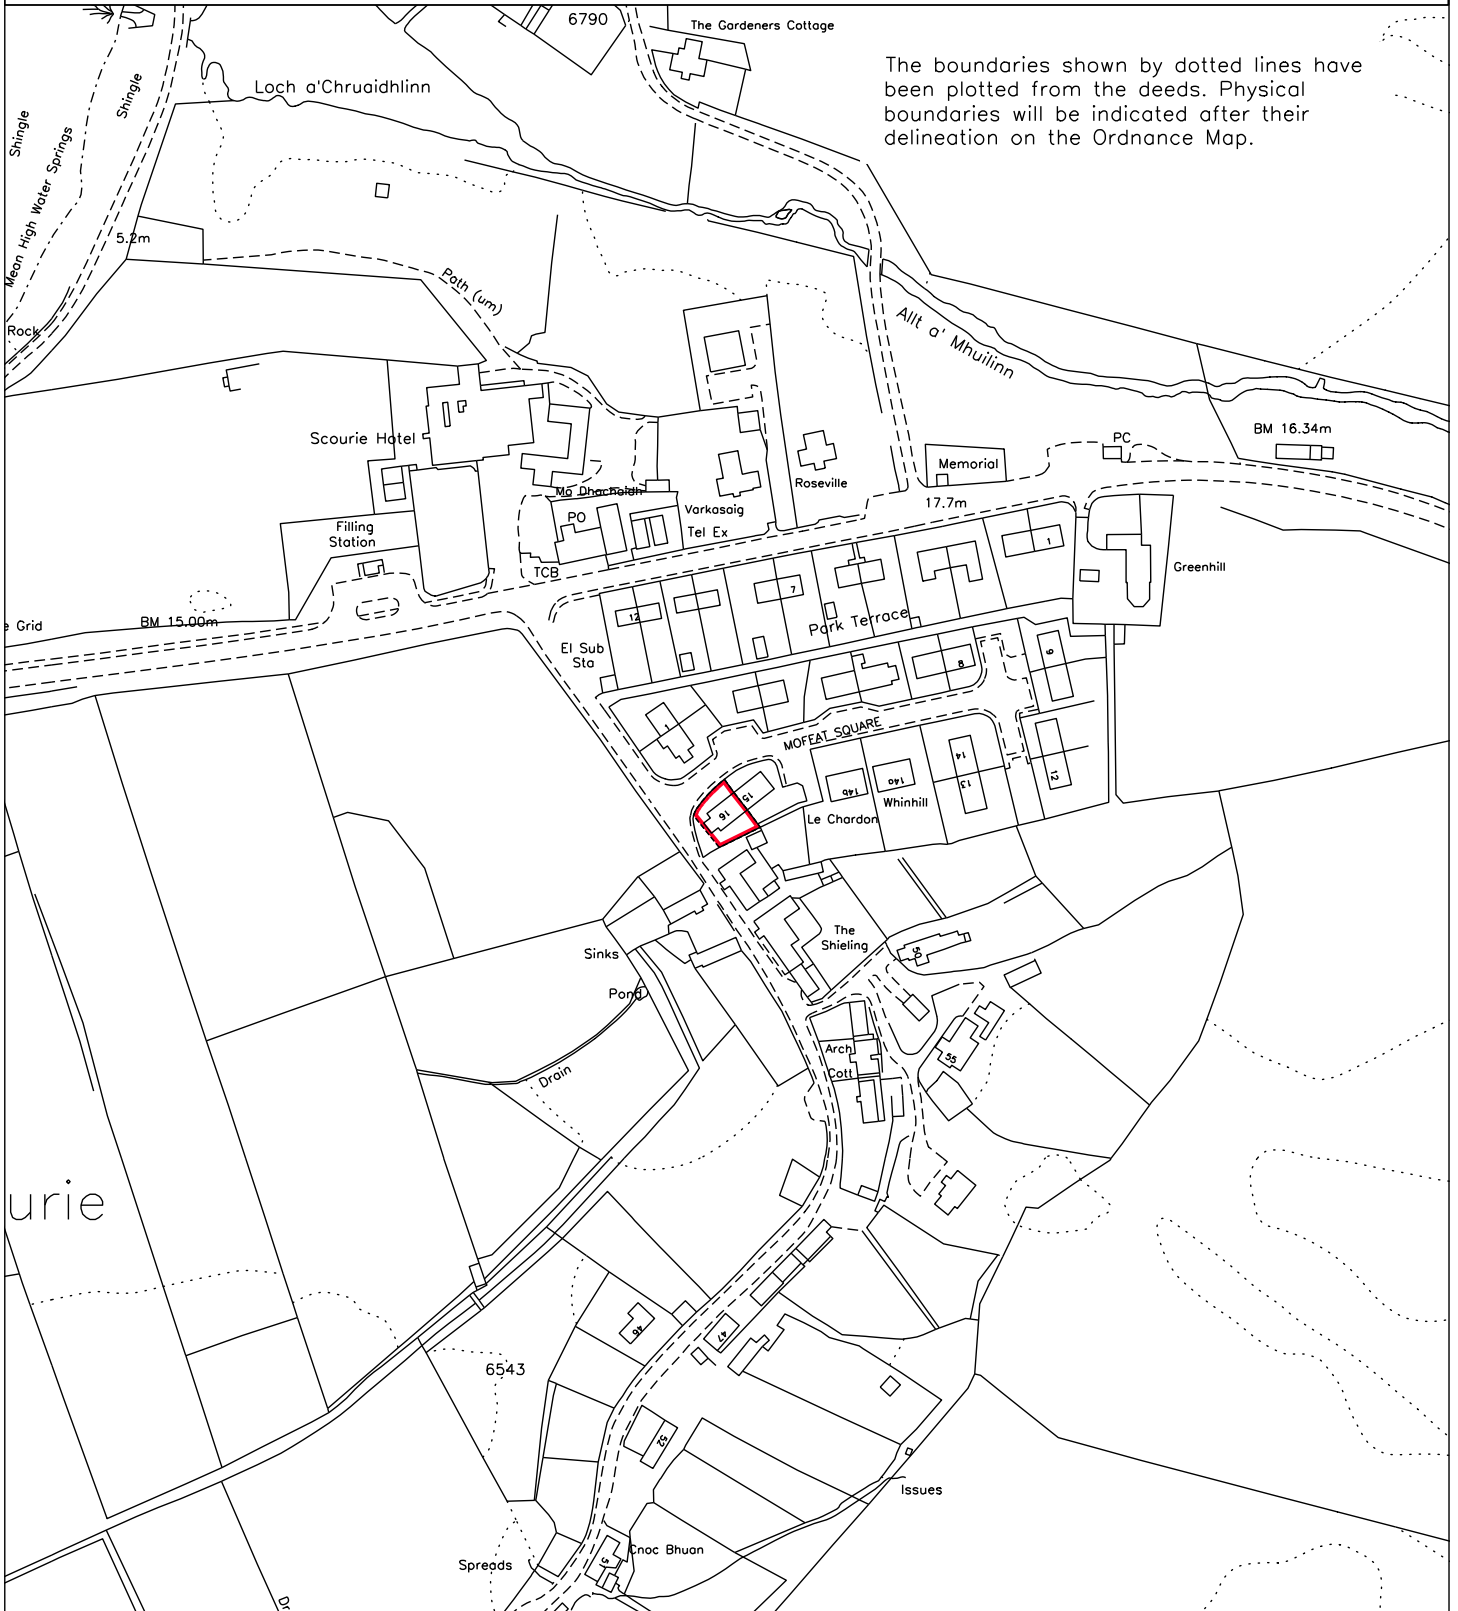 6790
The Gardeners Cottage
The boundaries shown by dotted lines have
been plotted from the deeds. Physical
boundaries will be indicated after their
delineation on the Ordnance Map.
Loch a'Chruaidhlinn
Shingle
Shingle
Mean High Water Springs
5.2m
Path (um)
Rock
Allt a' Mhuilinn
Scourie Hotel
BM 16.34m
PC
Memorial
Roseville
Mo Dhachaidh
Varkasaig
17.7m
PO
Tel Ex
Filling
Station
1
TCB
Greenhill
7
12
Park Terrace
BM 15.00m
e Grid
El Sub
Sta
8
9
1
MOFFAT SQUARE
14
12
13
14a
14b
15
16
Whinhill
Le Chardon
The
Shieling
50
Sinks
Pond
Arch
Cott
55
Drain
urie
46
47
6543
52
Issues
Cnoc Bhuan
51
Spreads